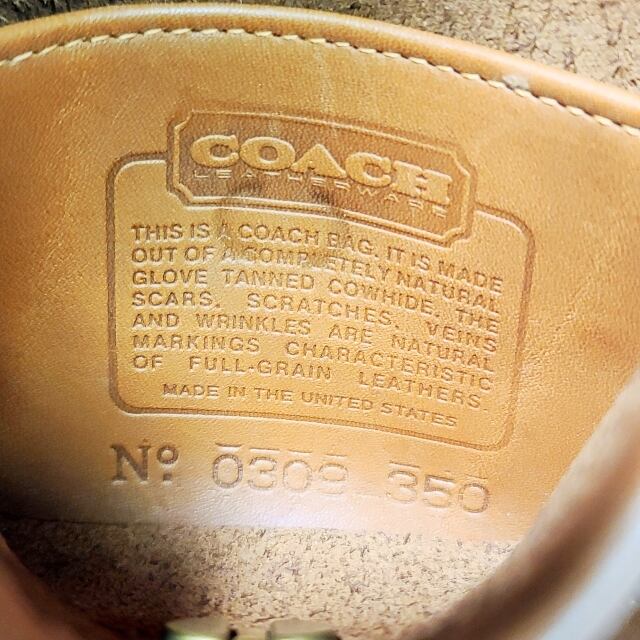 COACH
LEATHERWARE
THIS IS A COACH BAG. IT IS MADE
OUT OF A COMPLETELY NATURAL
GLOVE TANNED COWHIDE. THE
SCARS, SCRATCHES, VEINS
AND WRINKLES ARE NATURAL
MARKINGS CHARACTERISTIC
OF FULL-GRAIN LEATHERS.
MADE IN THE UNITED STATES
No. 0309 350